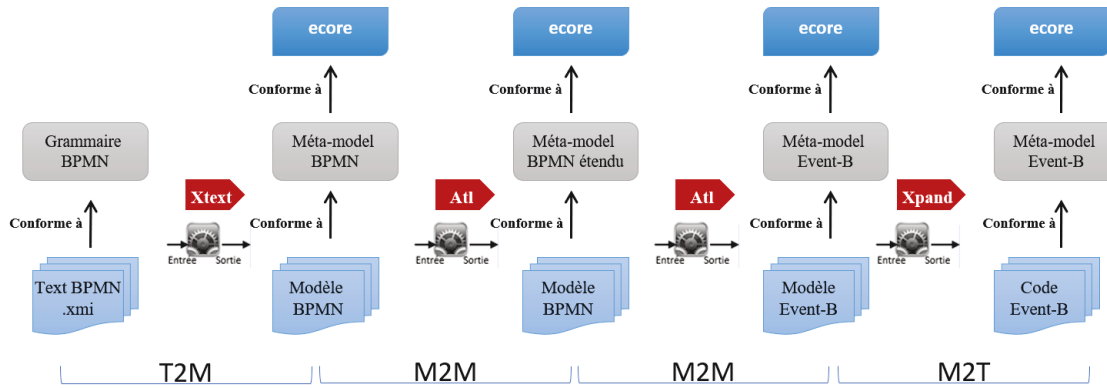 ecore
ecore
ecore
ecore
Conforme à
Conforme à
Conforme à
Conforme à
Grammaire
BPMN
Méta-model
BPMN
Méta-model
BPMN étendu
Méta-model
Event-B
Méta-model
Event-B
Xtext
Atl
Atl
Xpand
Conforme à
Conforme à
Conforme à
Conforme à
Conforme à
Entrée
Sortie
Entrée
Sortie
Entrée
Sortie
Entrée
Sortie
Text BPMN
.xmi
Modèle
BPMN
Modèle
BPMN
Modèle
Event-B
Code
Event-B
T2M
M2M
M2M
M2T